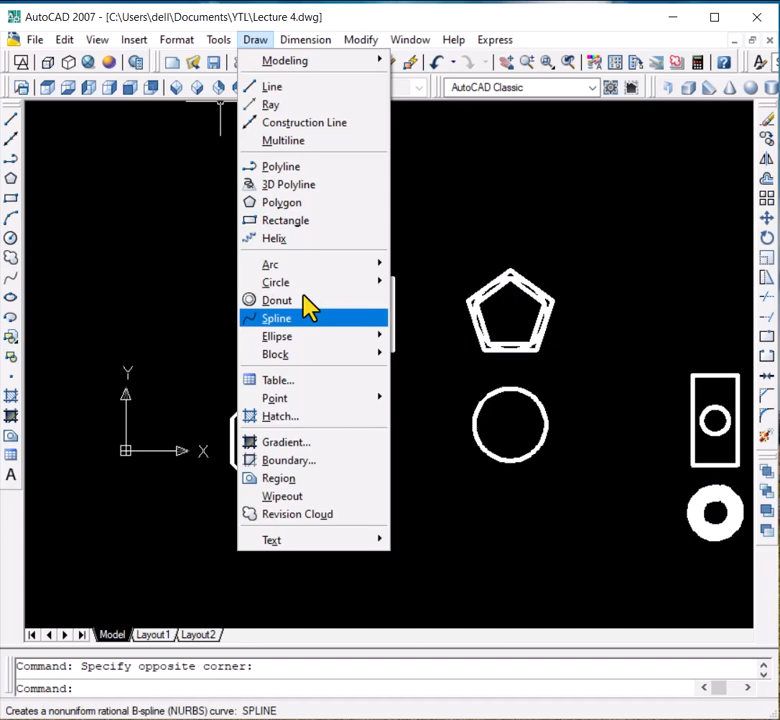 AutoCAD 2007 - [C:\Users\dell\Documents\YTL\Lecture 4.dwg]
File Edit View Insert Format Tools Draw Dimension Modify Window Help Express
AutoCAD Classic
Modeling
Line
Ray
Construction Line
Multiline
Polyline
3D Polyline
Polygon
Rectangle
Helix
Arc
Circle
Donut
Spline
Ellipse
Block
Table...
Point
Hatch...
Gradient...
Boundary...
Region
Wipeout
Revision Cloud
Text
Y
X
A
Model Layout1 Layout2
Command: Specify opposite corner:
Command:
Creates a nonuniform rational B-spline (NURBS) curve: SPLINE